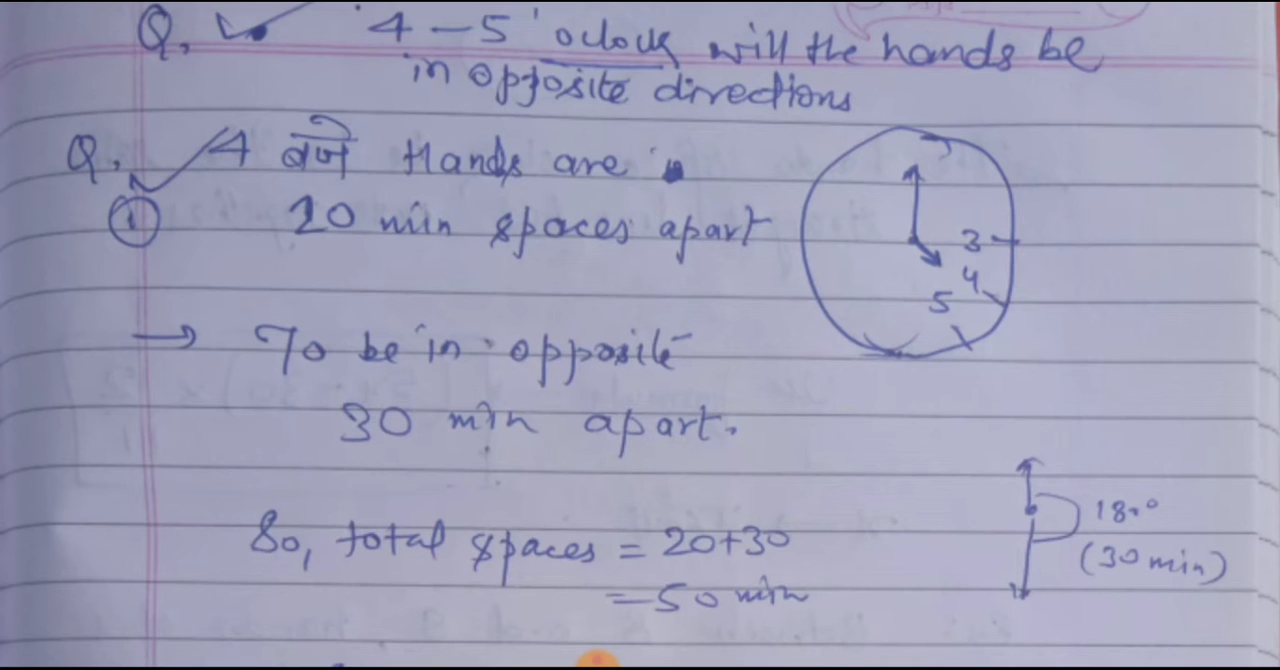 Q. 4-5 'oclock will the hands be
in opposite directions
Q. 4 बजे Hands are
① 20 min spaces apart
3
4
5
→ To be in opposite
30 min apart.
So, total spaces = 20+30
= 50 min
180°
(30 min)